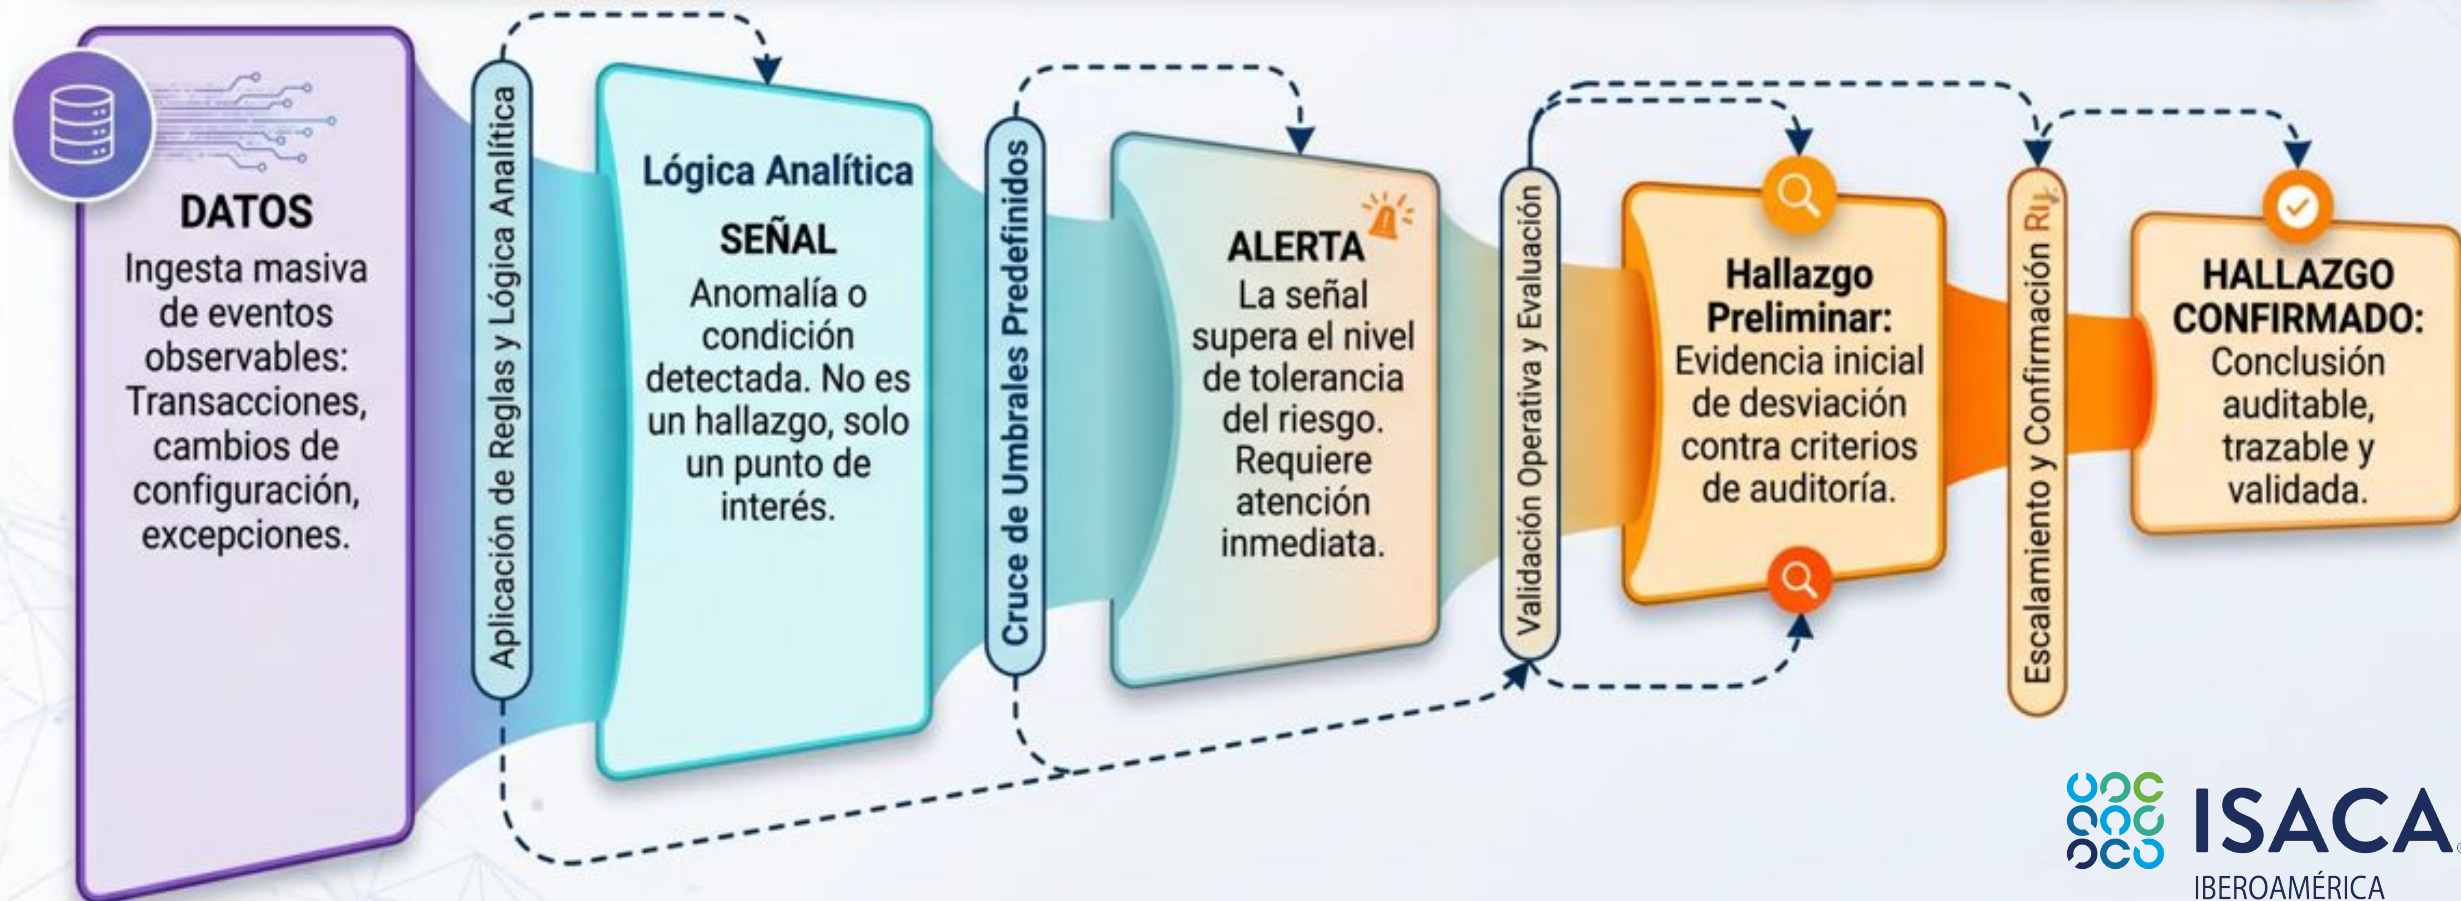 DATOS
Ingesta masiva
de eventos
observables:
Transacciones,
cambios de
configuración,
excepciones.
Aplicación de Reglas y Lógica Analítica
Lógica Analítica
SEÑAL
Anomalía o
condición
detectada. No es
un hallazgo, solo
un punto de
interés.
Cruce de Umbrales Predefinidos
ALERTA
La señal
supera el nivel
de tolerancia
del riesgo.
Requiere
atención
inmediata.
Validación Operativa y Evaluación
Hallazgo
Preliminar:
Evidencia inicial
de desviación
contra criterios
de auditoría.
Escalamiento y Confirmación
HALLAZGO
CONFIRMADO:
Conclusión
auditable,
trazable y
validada.
ISACA
IBEROAMÉRICA